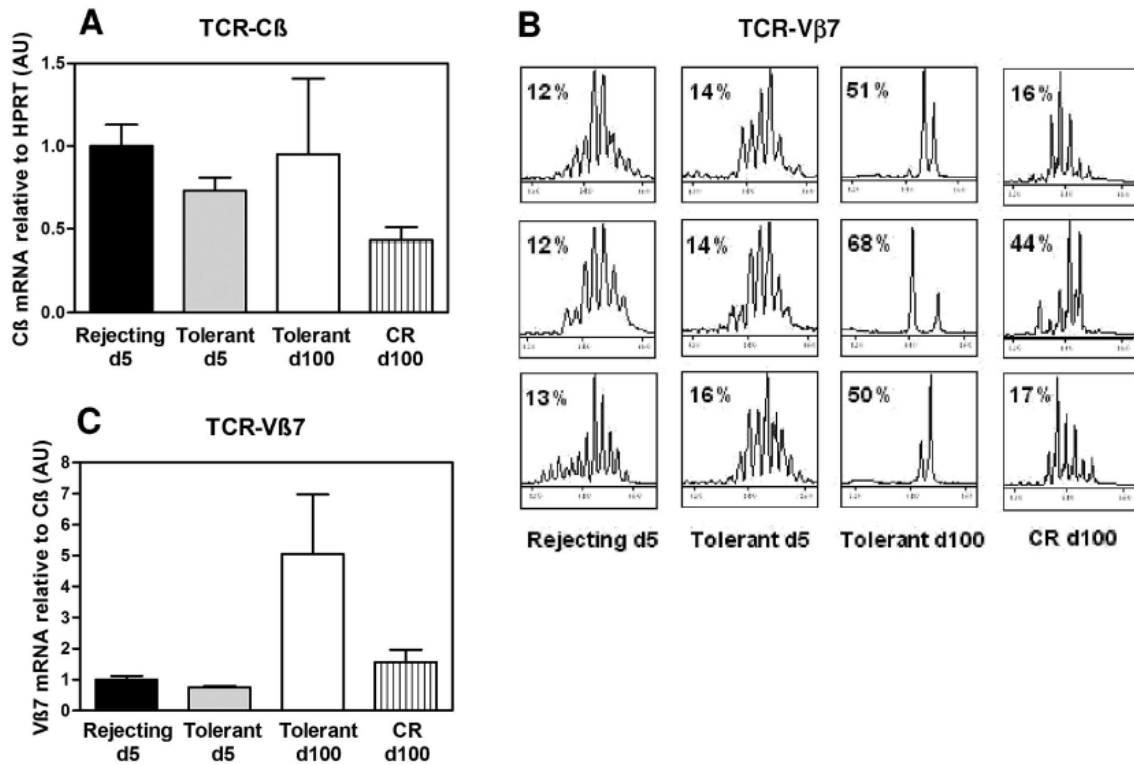 A
TCR-Cß
Cß mRNA relative to HPRT (AU)
1.5
1.0
0.5
0.0
Rejecting d5
Tolerant d5
Tolerant d100
CR d100
B
TCR-Vβ7
12%
14%
51%
16%
12%
14%
68%
44%
13%
16%
50%
17%
Rejecting d5
Tolerant d5
Tolerant d100
CR d100
C
TCR-Vß7
Vß7 mRNA relative to Cß (AU)
8
7
6
5
4
3
2
1
0
Rejecting d5
Tolerant d5
Tolerant d100
CR d100